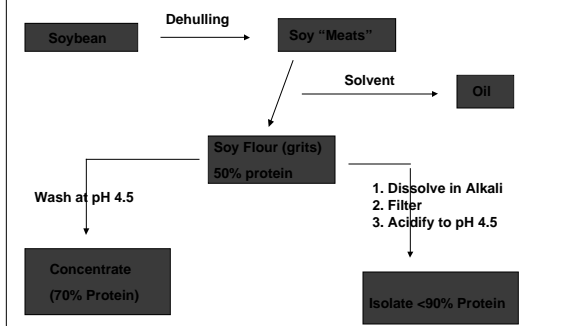 Dehulling
Soybean
Soy “Meats”
Solvent
Oil
Soy Flour (grits)
50% protein
Wash at pH 4.5
1. Dissolve in Alkali
2. Filter
3. Acidify to pH 4.5
Concentrate
(70% Protein)
Isolate <90% Protein